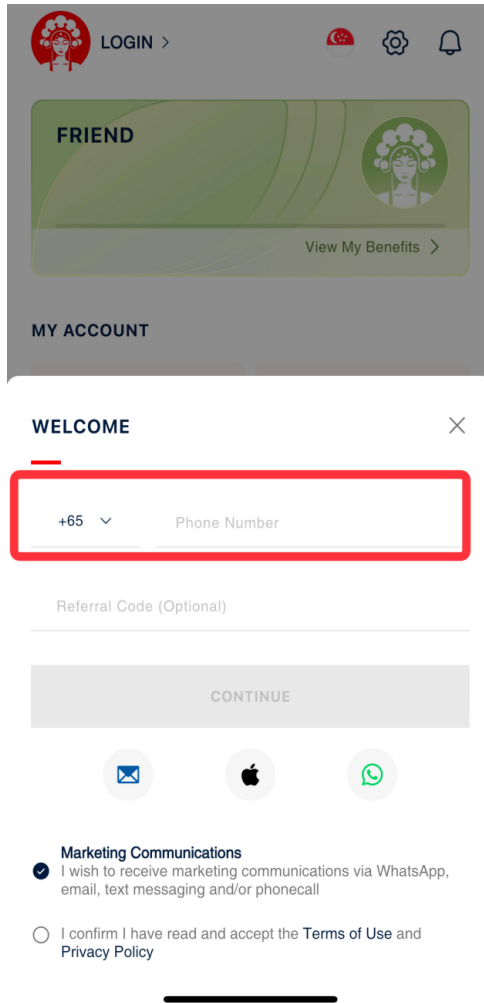 LOGIN >
FRIEND
View My Benefits >
MY ACCOUNT
WELCOME
+65
Phone Number
Referral Code (Optional)
CONTINUE
Marketing Communications
I wish to receive marketing communications via WhatsApp,
email, text messaging and/or phonecall
I confirm I have read and accept the Terms of Use and
Privacy Policy